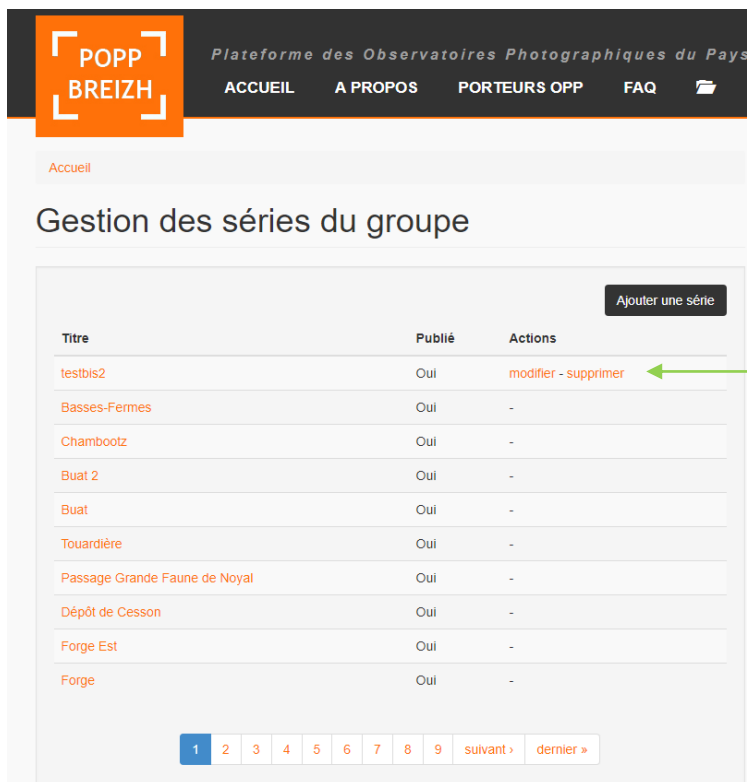 POPP
BREIZH
Plateforme des Observatoires Photographiques du Pays
ACCUEIL A PROPOS PORTEURS OPP FAQ
Accueil
Gestion des séries du groupe
Ajouter une série
Titre Publié Actions
testbis2 Oui modifier - supprimer
Basses-Fermes Oui -
Chambootz Oui -
Buat 2 Oui -
Buat Oui -
Touardière Oui -
Passage Grande Faune de Noyal Oui -
Dépôt de Cesson Oui -
Forge Est Oui -
Forge Oui -
1 2 3 4 5 6 7 8 9 suivant › dernier »